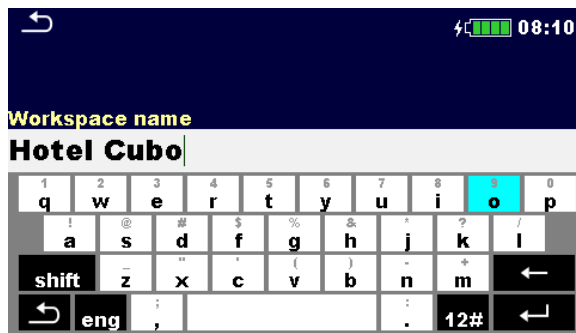 08:10
Workspace name
Hotel Cubo
1 2 3 4 5 6 7 8 9 0
q w e r t y u i o p
! @ # $ % & * ? /
a s d f g h j k l
_ " ' ( ) - +
shift z x c v b n m
; :
eng , . 12#